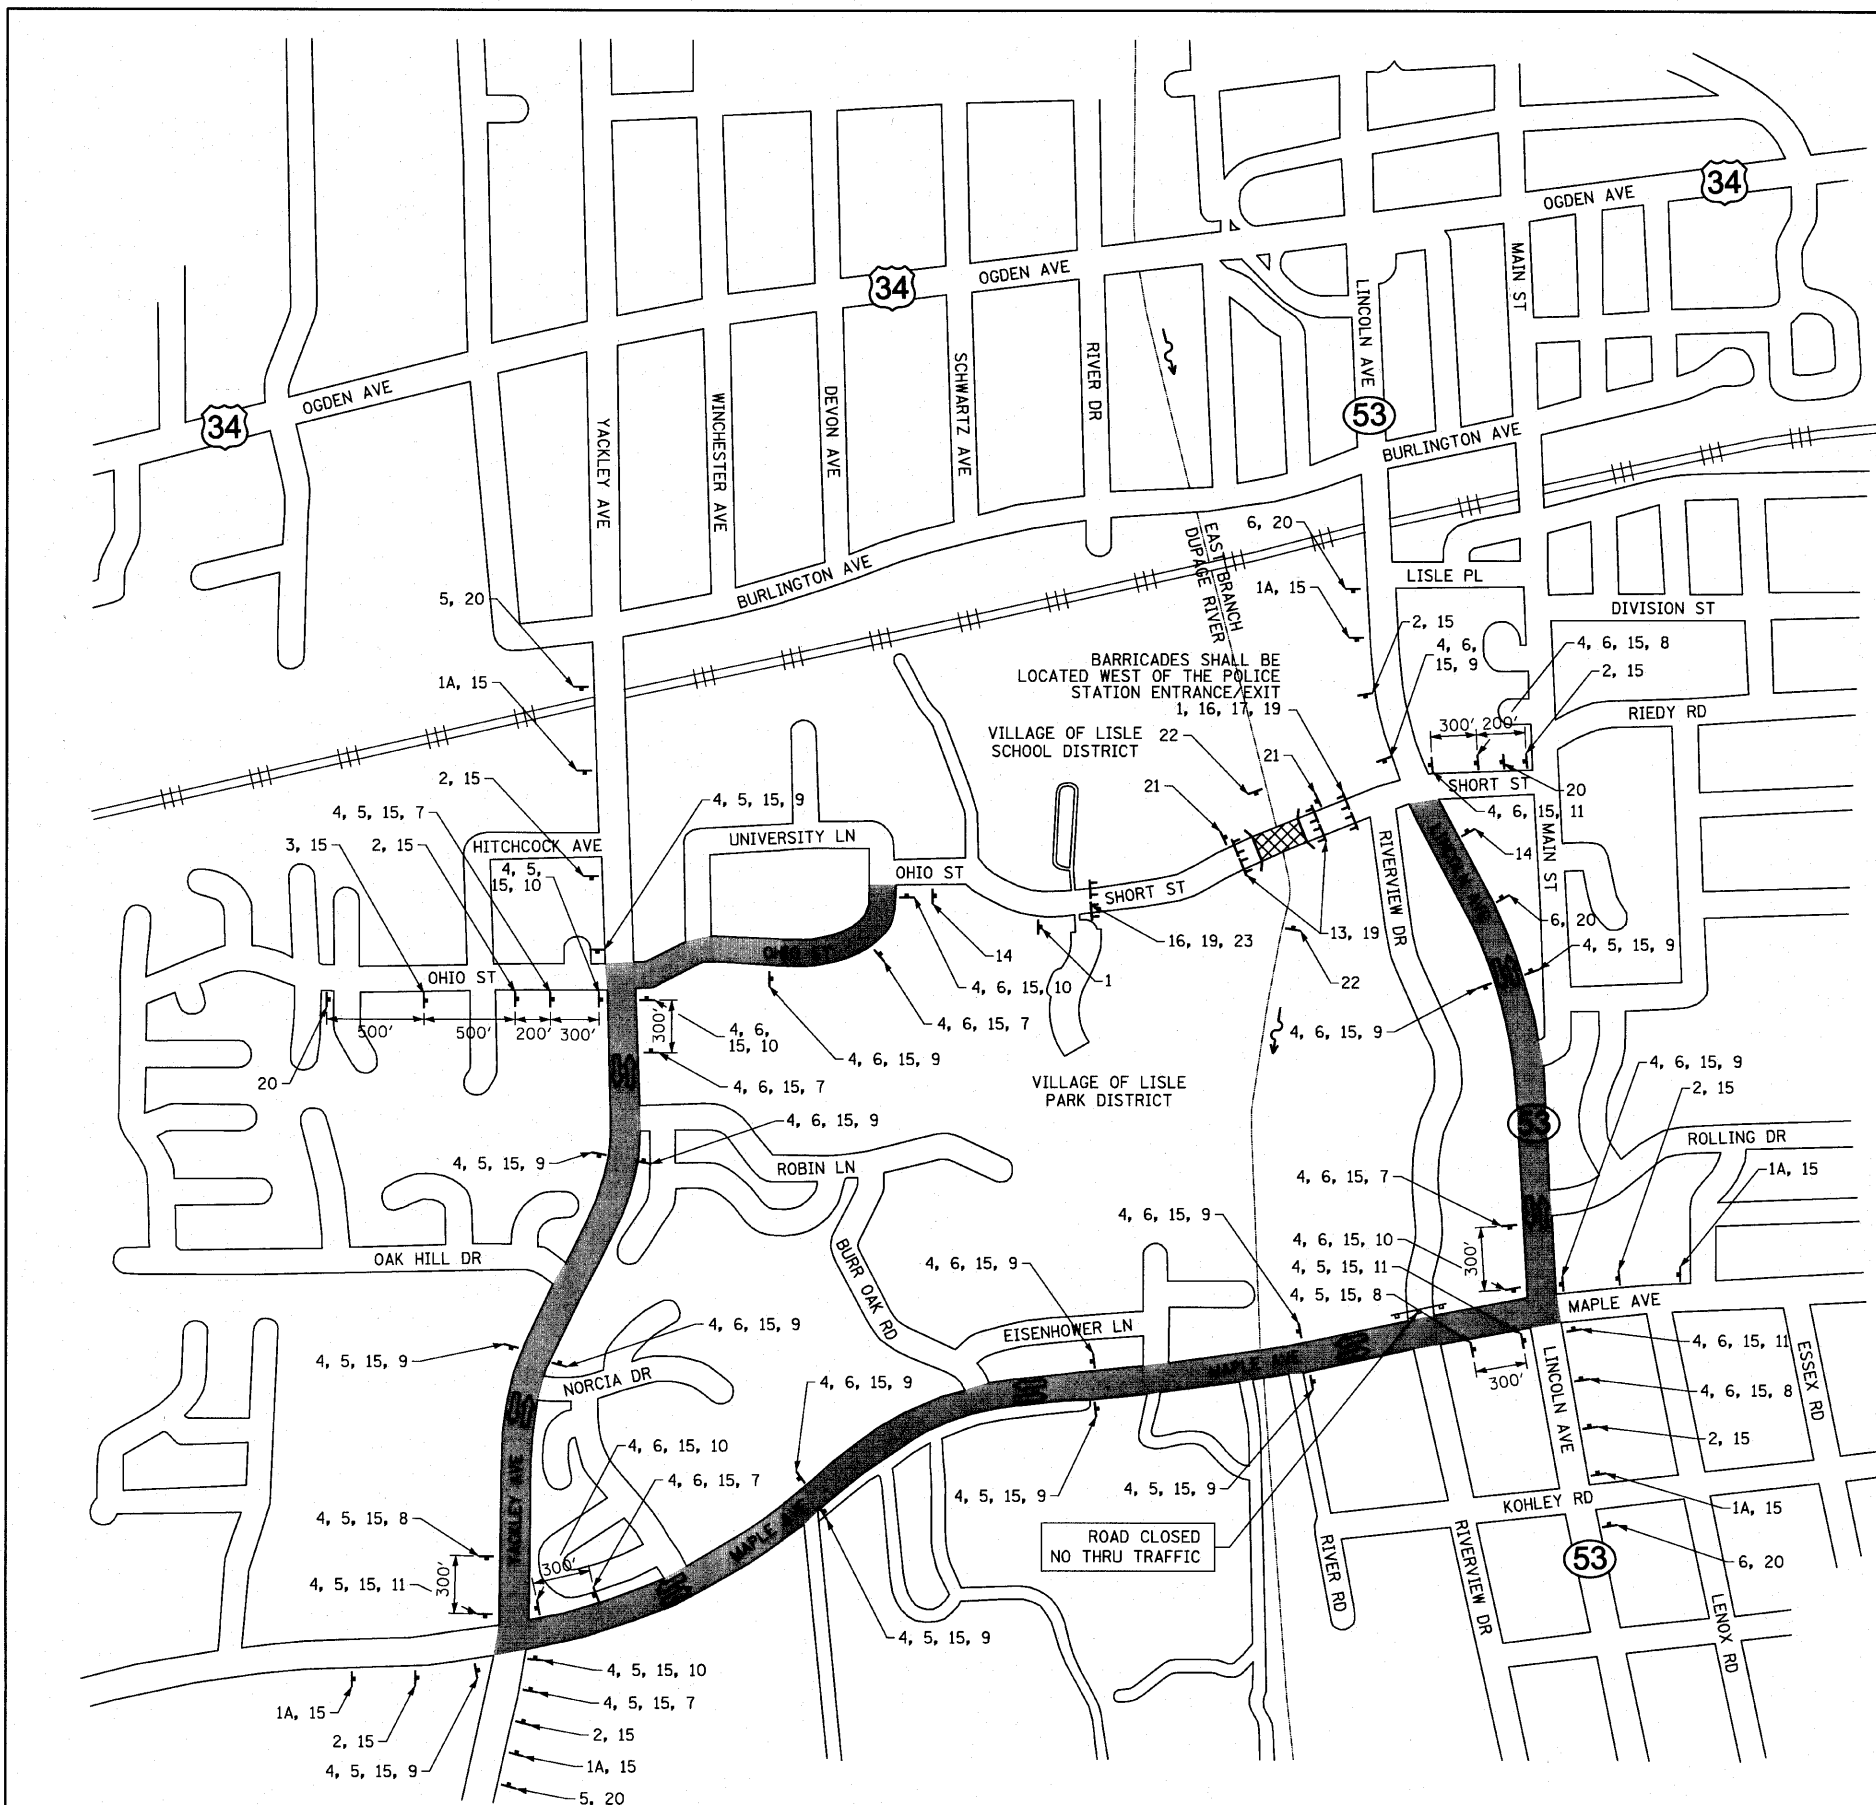 OGDEN AVE
34
MAIN ST
OGDEN AVE
34
LINCOLN AVE
SCHWARTZ AVE
RIVER DR
OGDEN AVE
34
DEVON AVE
WINCHESTER AVE
YACKLEY AVE
53
BURLINGTON AVE
EAST BRANCH
DUPAGE RIVER
6, 20
1A, 15
LISLE PL
DIVISION ST
BURLINGTON AVE
5, 20
1A, 15
2, 15
4, 6,
15, 9
4, 6, 15, 8
2, 15
BARRICADES SHALL BE
LOCATED WEST OF THE POLICE
STATION ENTRANCE/EXIT
1, 16, 17, 19
RIEDY RD
300'
200'
VILLAGE OF LISLE
SCHOOL DISTRICT
22
21
21
2, 15
4, 5, 15, 9
4, 5, 15, 7
3, 15
2, 15
HITCHCOCK AVE
4, 5,
15, 10
UNIVERSITY LN
SHORT ST
20
4, 6, 15, 11
14
MAIN ST
LINCOLN AVE
OHIO ST
SHORT ST
RIVERVIEW DR
6, 20
4, 5, 15, 9
13, 19
16, 19, 23
14
1
22
OHIO ST
OHIO ST
4, 6, 15, 10
4, 6, 15, 7
4, 6, 15, 9
500'
500'
200'
300'
20
300'
4, 6,
15, 10
4, 6, 15, 7
4, 6, 15, 9
4, 6, 15, 9
2, 15
VILLAGE OF LISLE
PARK DISTRICT
4, 6, 15, 9
4, 5, 15, 9
ROBIN LN
53
ROLLING DR
1A, 15
4, 6, 15, 7
4, 6, 15, 9
4, 6, 15, 10
4, 5, 15, 11
4, 5, 15, 8
300'
OAK HILL DR
BURR OAK RD
4, 6, 15, 9
EISENHOWER LN
MAPLE AVE
4, 6, 15, 9
4, 5, 15, 9
NORCIA DR
4, 6, 15, 9
MAPLE AVE
4, 6, 15, 11
300'
LINCOLN AVE
4, 6, 15, 8
ESSEX RD
2, 15
4, 6, 15, 10
4, 6, 15, 7
YACKLEY AVE
4, 5, 15, 9
4, 5, 15, 9
KOHLEY RD
1A, 15
4, 5, 15, 8
MAPLE AVE
ROAD CLOSED
NO THRU TRAFFIC
RIVER RD
RIVERVIEW DR
53
6, 20
300'
300'
4, 5, 15, 11
LENOX RD
4, 5, 15, 9
4, 5, 15, 10
4, 5, 15, 7
1A, 15
2, 15
2, 15
4, 5, 15, 9
1A, 15
5, 20